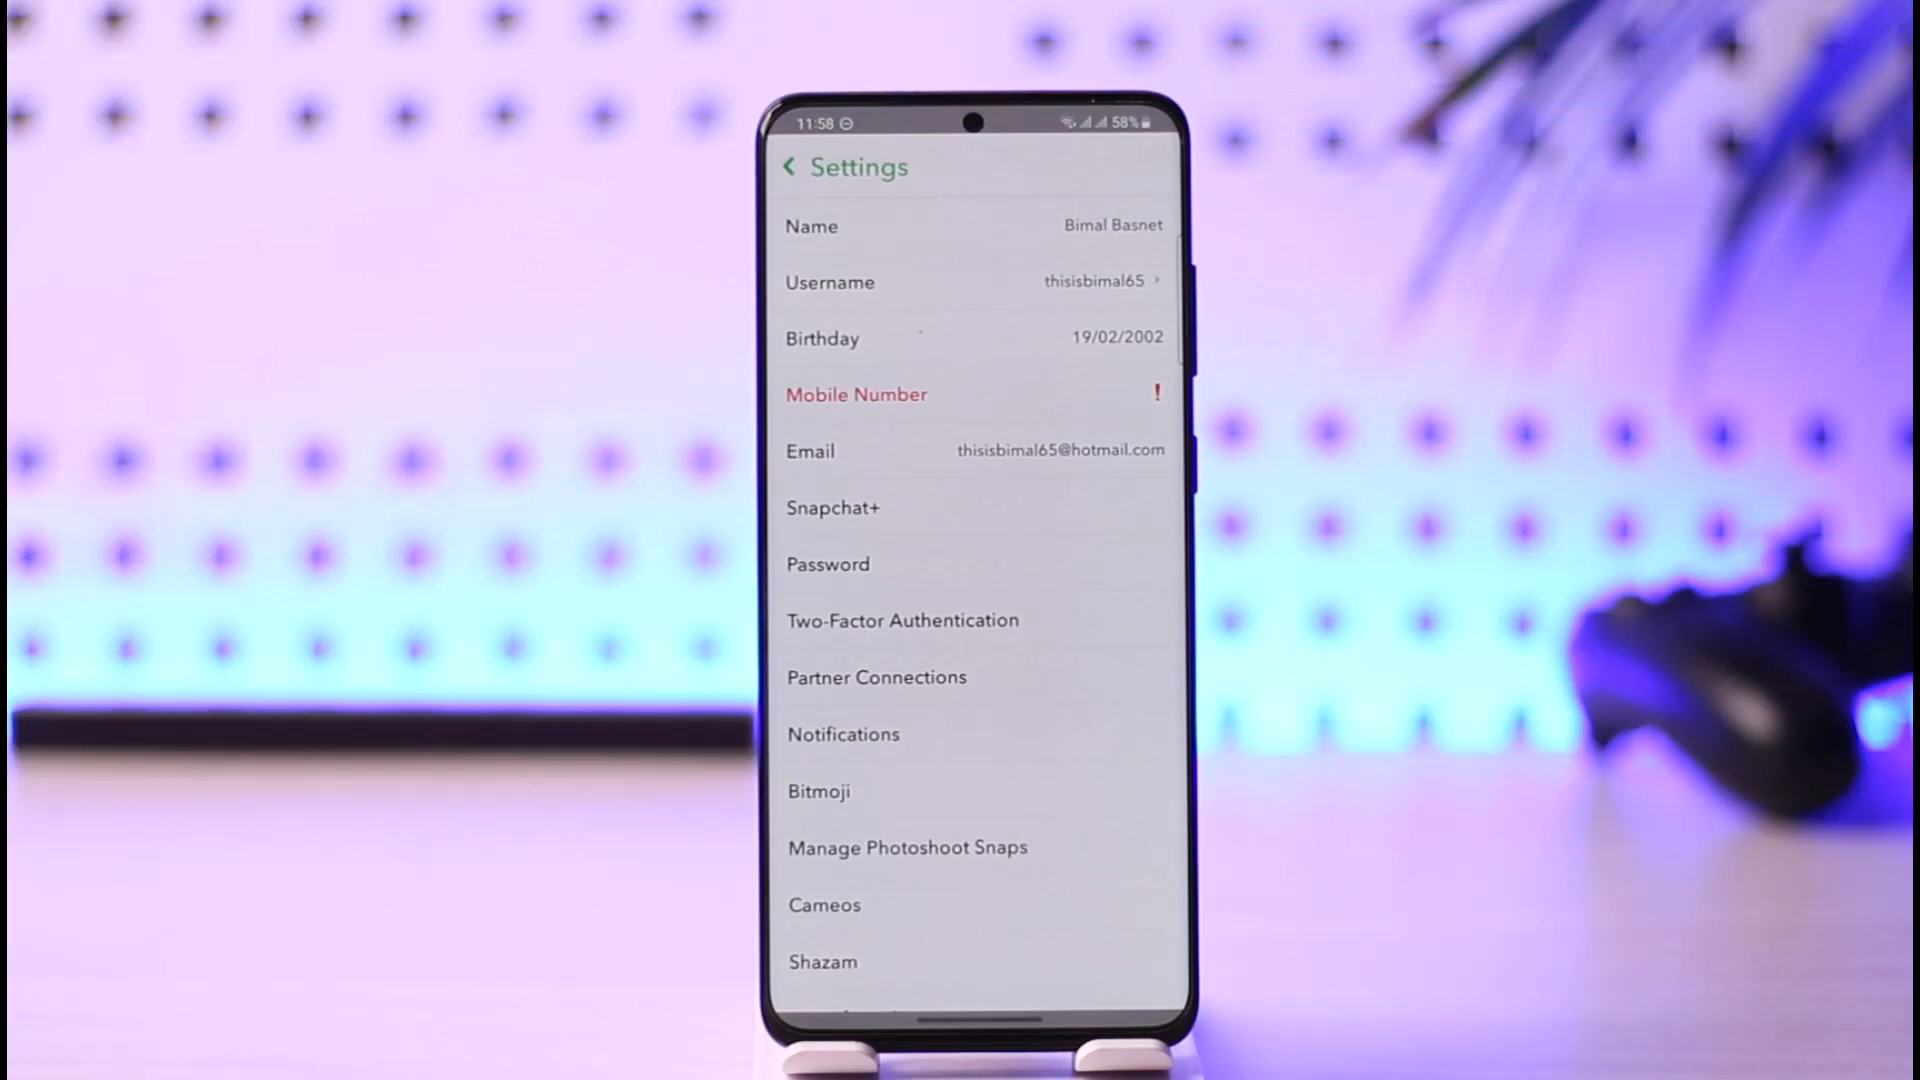 11:58 58%
Settings
Name Bimal Basnet
Username thisisbimal65 >
Birthday 19/02/2002
Mobile Number !
Email thisisbimal65@hotmail.com
Snapchat+
Password
Two-Factor Authentication
Partner Connections
Notifications
Bitmoji
Manage Photoshoot Snaps
Cameos
Shazam